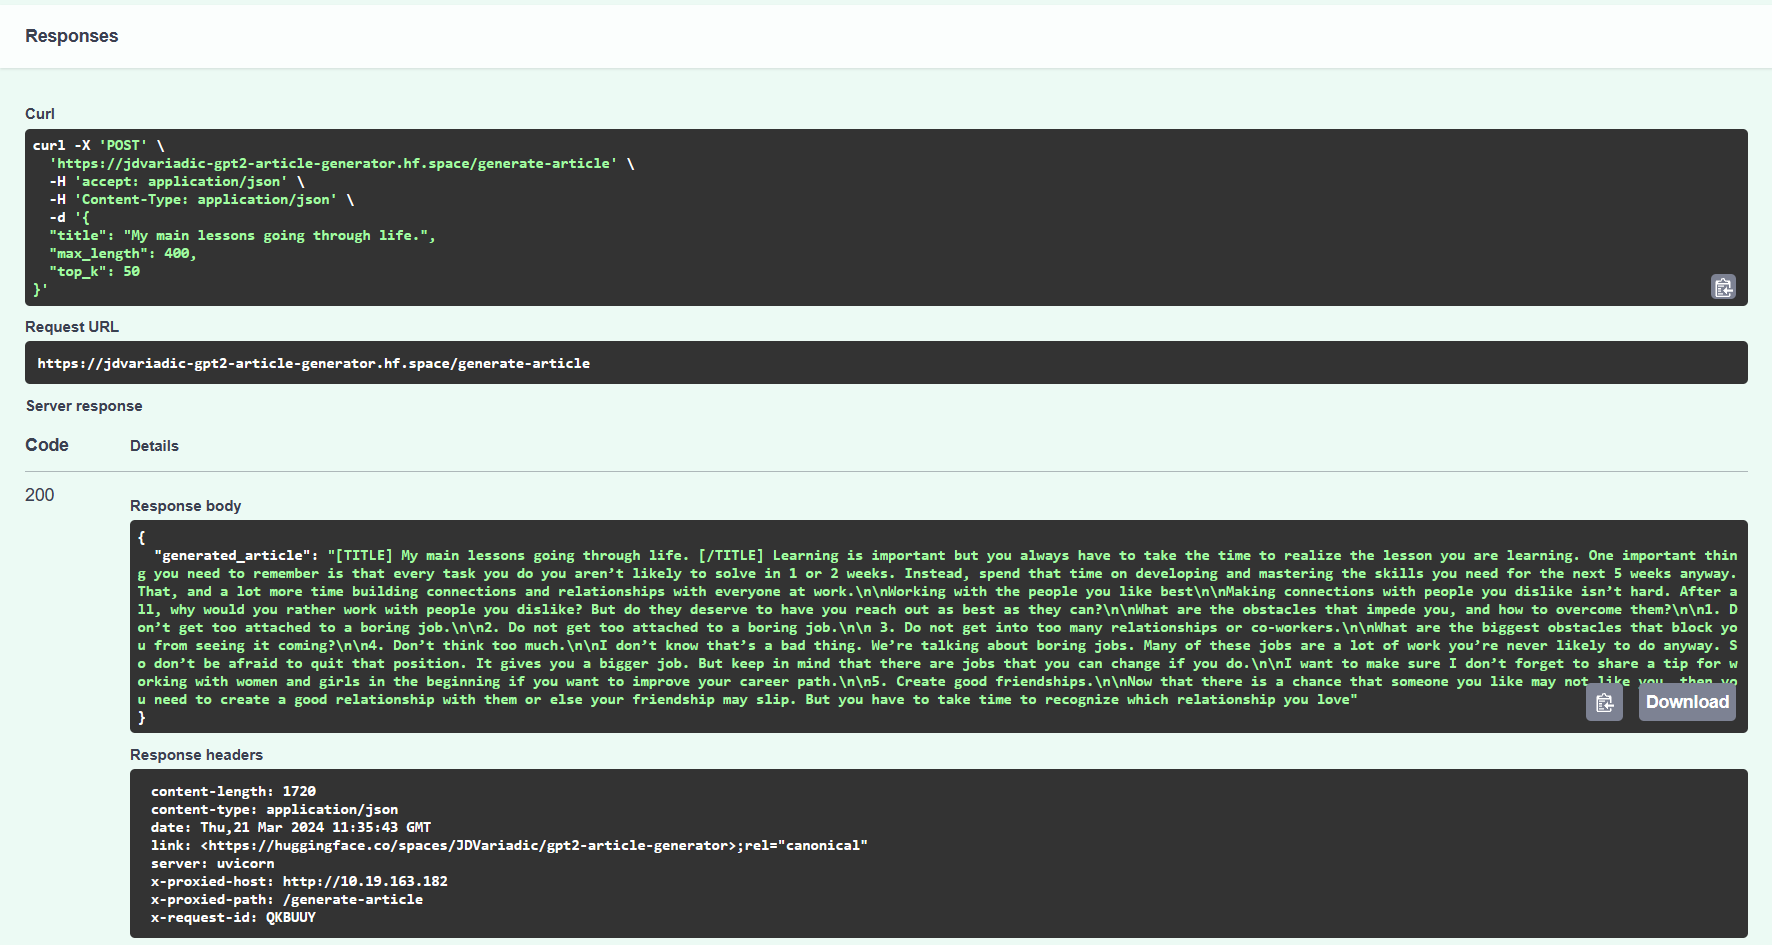 Responses
Curl
curl -X 'POST' \
'https://jdvariadic-gpt2-article-generator.hf.space/generate-article' \
-H 'accept: application/json' \
-H 'Content-Type: application/json' \
-d '{
"title": "My main lessons going through life.",
"max_length": 400,
"top_k": 50
}'
Request URL
https://jdvariadic-gpt2-article-generator.hf.space/generate-article
Server response
Code Details
200
Response body
{
"generated_article": "[TITLE] My main lessons going through life. [/TITLE] Learning is important but you always have to take the time to realize the lesson you are learning. One important thin
g you need to remember is that every task you do you aren’t likely to solve in 1 or 2 weeks. Instead, spend that time on developing and mastering the skills you need for the next 5 weeks anyway.
That, and a lot more time building connections and relationships with everyone at work.\n\nWorking with the people you like best\n\nMaking connections with people you dislike isn’t hard. After a
ll, why would you rather work with people you dislike? But do they deserve to have you reach out as best as they can?\n\nWhat are the obstacles that impede you, and how to overcome them?\n\n1. D
on’t get too attached to a boring job.\n\n2. Do not get too attached to a boring job.\n\n 3. Do not get into too many relationships or co-workers.\n\nWhat are the biggest obstacles that block yo
u from seeing it coming?\n\n4. Don’t think too much.\n\nI don’t know that’s a bad thing. We’re talking about boring jobs. Many of these jobs are a lot of work you’re never likely to do anyway. S
o don’t be afraid to quit that position. It gives you a bigger job. But keep in mind that there are jobs that you can change if you do.\n\nI want to make sure I don’t forget to share a tip for w
orking with women and girls in the beginning if you want to improve your career path.\n\n5. Create good friendships.\n\nNow that there is a chance that someone you like may not like you, then yo
u need to create a good relationship with them or else your friendship may slip. But you have to take time to recognize which relationship you love"
}
Download
Response headers
content-length: 1720
content-type: application/json
date: Thu,21 Mar 2024 11:35:43 GMT
link: <https://huggingface.co/spaces/JDVariadic/gpt2-article-generator>;rel="canonical"
server: uvicorn
x-proxied-host: http://10.19.163.182
x-proxied-path: /generate-article
x-request-id: QKBUUY